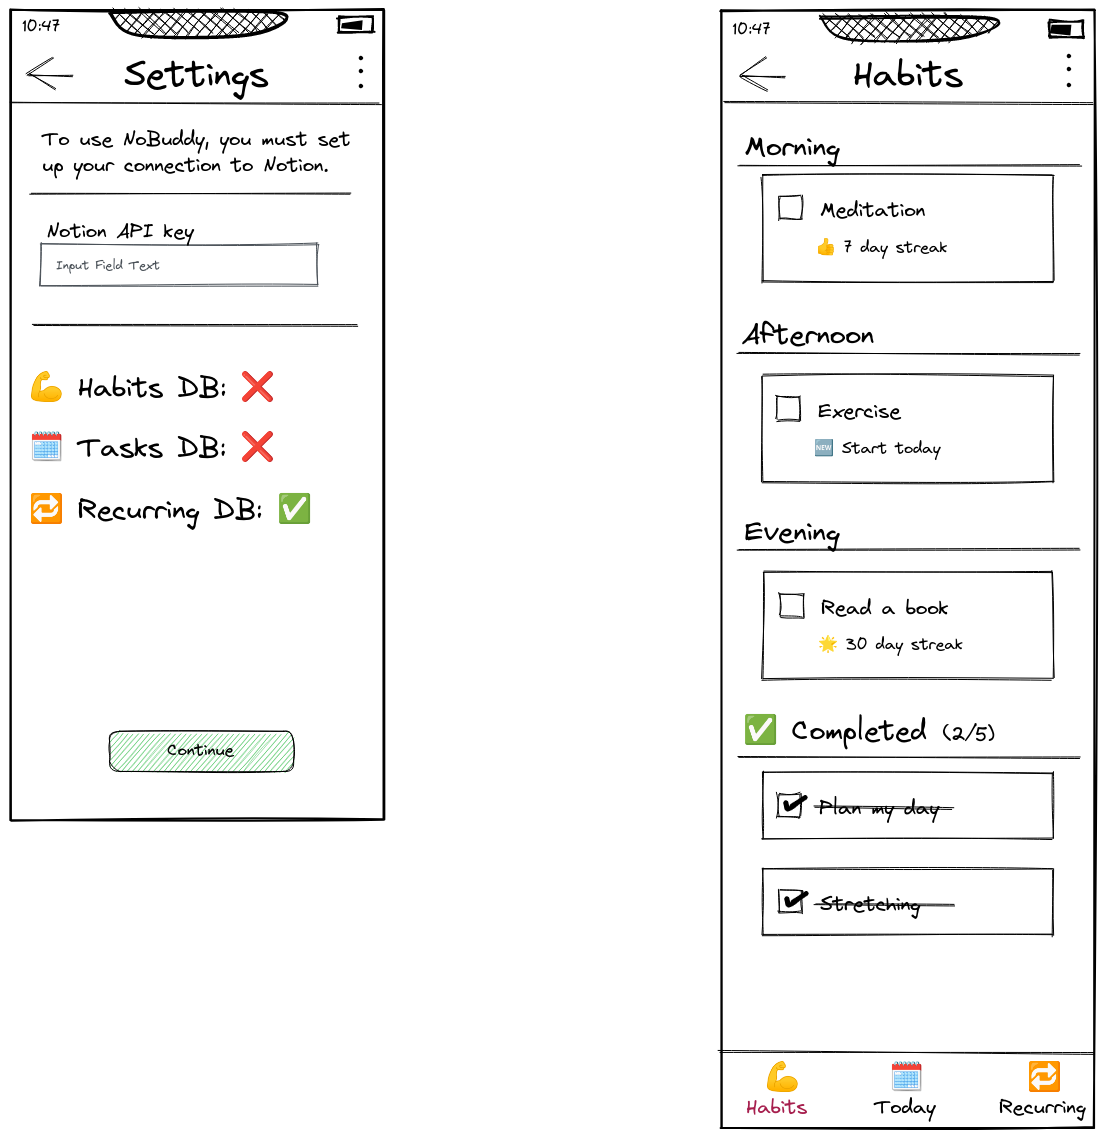 10:47
Settings
To use NoBuddy, you must set
up your connection to Notion.
Notion API key
Input Field Text
💪 Habits DB: ❌
🗓️ Tasks DB: ❌
🔁 Recurring DB: ✅
Continue
10:47
Habits
Morning
Meditation
👍 7 day streak
Afternoon
Exercise
🆕 Start today
Evening
Read a book
🌟 30 day streak
✅ Completed (2/5)
Plan my day
Stretching
Habits
Today
Recurring